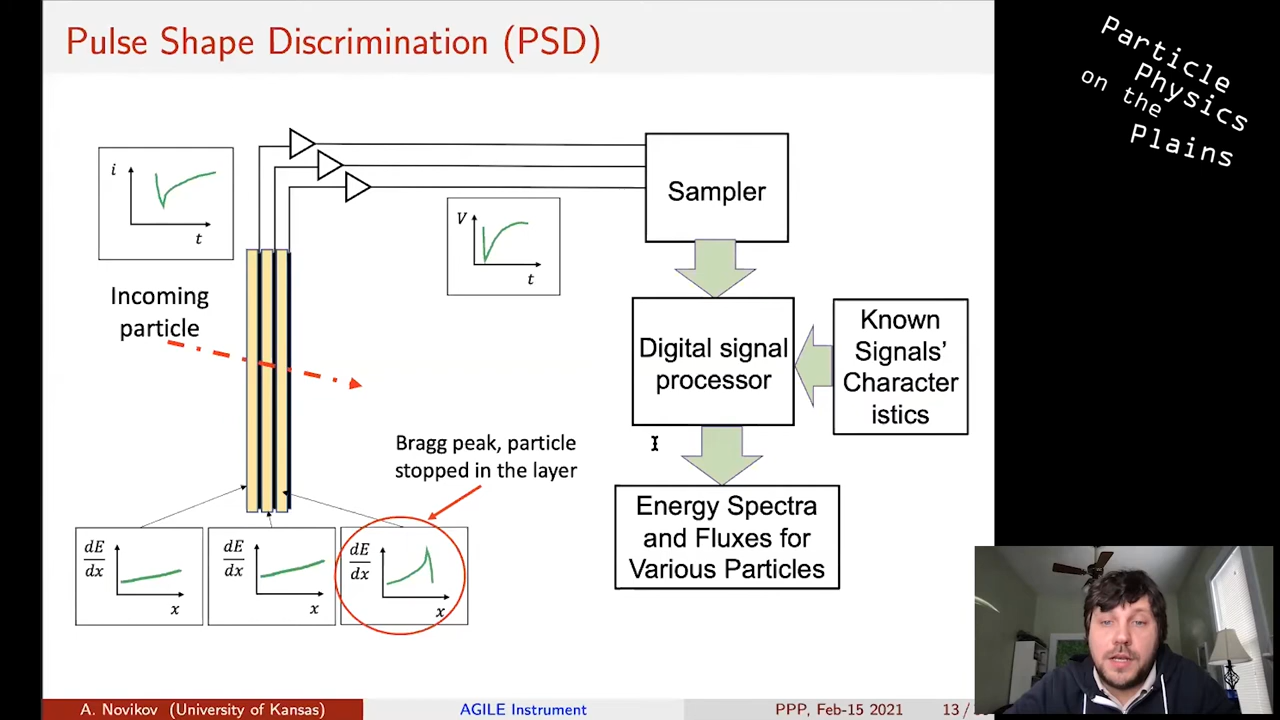 Pulse Shape Discrimination (PSD)
Particle
Physics
on the
Plains
i
t
V
t
Sampler
Incoming
particle
Digital signal
processor
Known
Signals'
Character
istics
Bragg peak, particle
stopped in the layer
Energy Spectra
and Fluxes for
Various Particles
dE
dx
x
dE
dx
x
dE
dx
x
A. Novikov (University of Kansas)
AGILE Instrument
PPP, Feb-15 2021
13 /